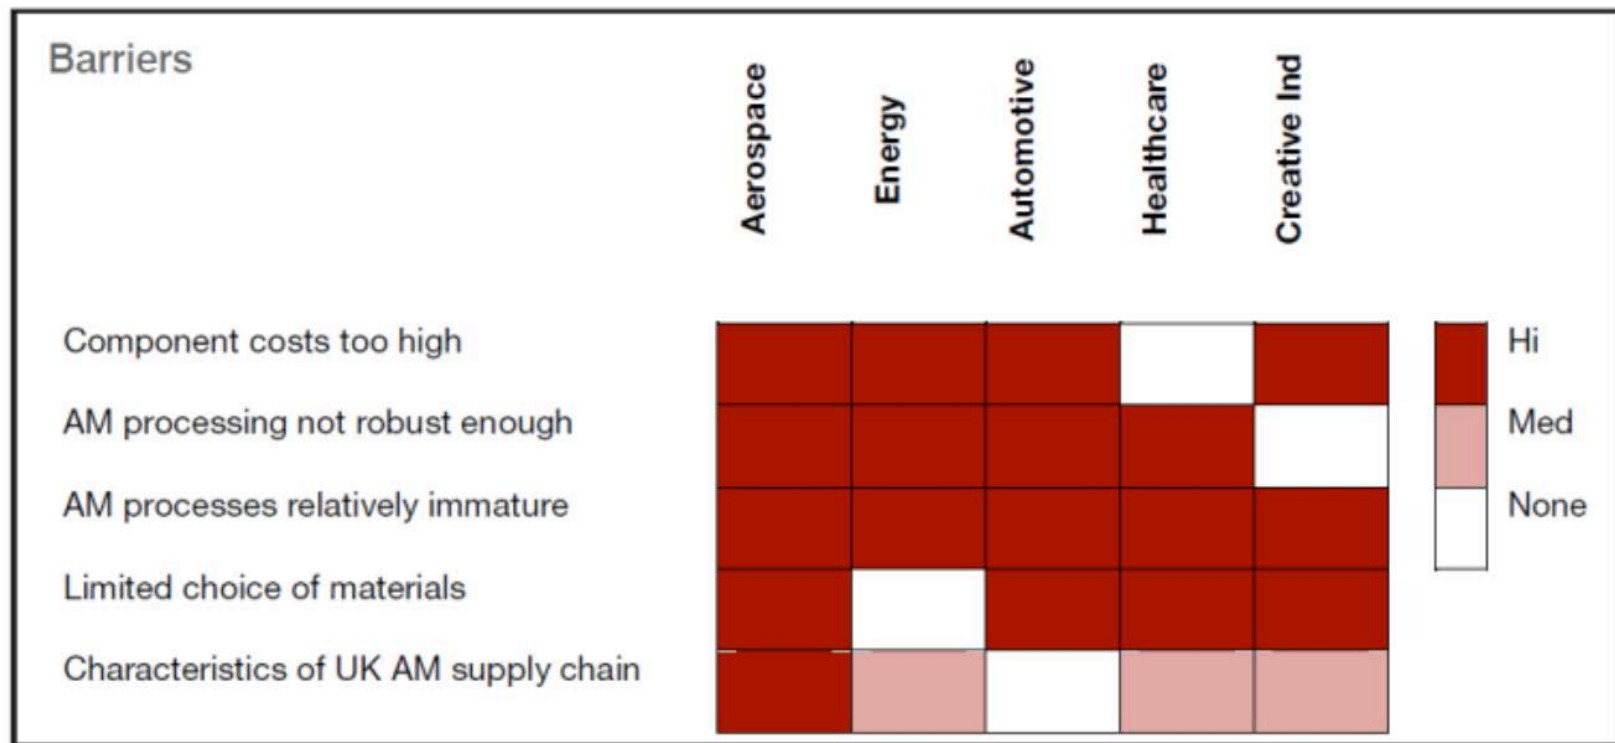 Barriers
Aerospace
Energy
Automotive
Healthcare
Creative Ind
Component costs too high
Hi
AM processing not robust enough
Med
AM processes relatively immature
None
Limited choice of materials
Characteristics of UK AM supply chain